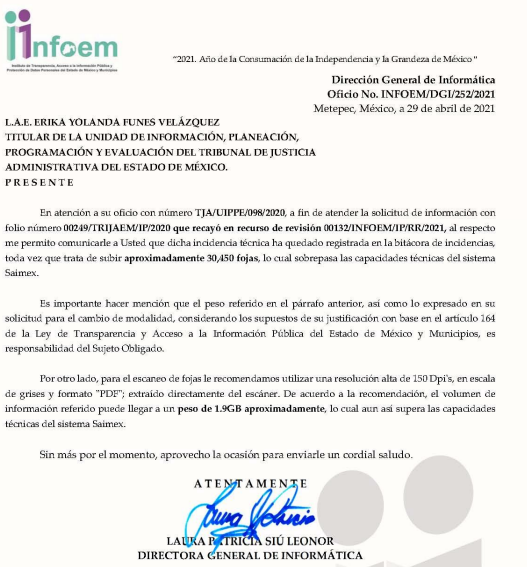 infoem
Instituto de Transparencia, Acceso a la Información Pública y
Protección de Datos Personales del Estado de México y Municipios
"2021. Año de la Consumación de la Independencia y la Grandeza de México"
Dirección General de Informática
Oficio No. INFOEM/DGI/252/2021
Metepec, México, a 29 de abril de 2021
L.A.E. ERIKA YOLANDA FUNES VELÁZQUEZ
TITULAR DE LA UNIDAD DE INFORMACIÓN, PLANEACIÓN,
PROGRAMACIÓN Y EVALUACIÓN DEL TRIBUNAL DE JUSTICIA
ADMINISTRATIVA DEL ESTADO DE MÉXICO.
P R E S E N T E
En atención a su oficio con número TJA/UIPPE/098/2020, a fin de atender la solicitud de información con
folio número 00249/TRIJAEM/IP/2020 que recayó en recurso de revisión 00132/INFOEM/IP/RR/2021, al respecto
me permito comunicarle a Usted que dicha incidencia técnica ha quedado registrada en la bitácora de incidencias,
toda vez que trata de subir aproximadamente 30,450 fojas, lo cual sobrepasa las capacidades técnicas del sistema
Saimex.
Es importante hacer mención que el peso referido en el párrafo anterior, así como lo expresado en su
solicitud para el cambio de modalidad, considerando los supuestos de su justificación con base en el artículo 164
de la Ley de Transparencia y Acceso a la Información Pública del Estado de México y Municipios, es
responsabilidad del Sujeto Obligado.
Por otro lado, para el escaneo de fojas le recomendamos utilizar una resolución alta de 150 Dpi's, en escala
de grises y formato "PDF"; extraído directamente del escáner. De acuerdo a la recomendación, el volumen de
información referido puede llegar a un peso de 1.9GB aproximadamente, lo cual aun así supera las capacidades
técnicas del sistema Saimex.
Sin más por el momento, aprovecho la ocasión para enviarle un cordial saludo.
A T E N T A M E N T E
LAURA PATRICIA SIÚ LEONOR
DIRECTORA GENERAL DE INFORMÁTICA